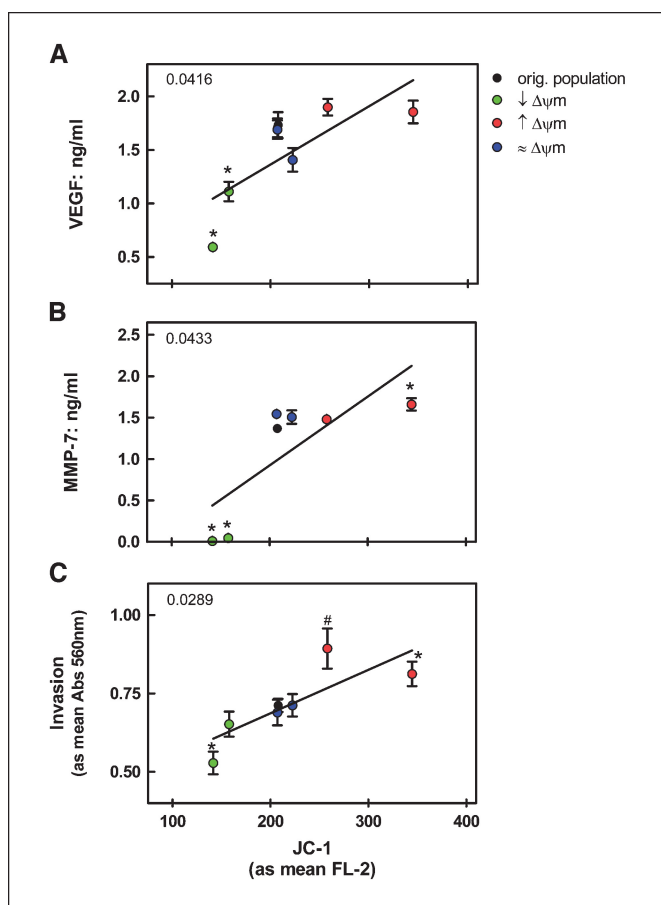 A
0.0416
VEGF: ng/ml
2.0
1.5
1.0
0.5
*
*
orig. population
↓ Δψm
↑ Δψm
≈ Δψm
B
0.0433
MMP-7: ng/ml
2.5
2.0
1.5
1.0
0.5
0.0
* *
*
C
0.0289
Invasion
(as mean Abs 560nm)
1.00
0.75
0.50
*
#
*
100 200 300 400
JC-1
(as mean FL-2)